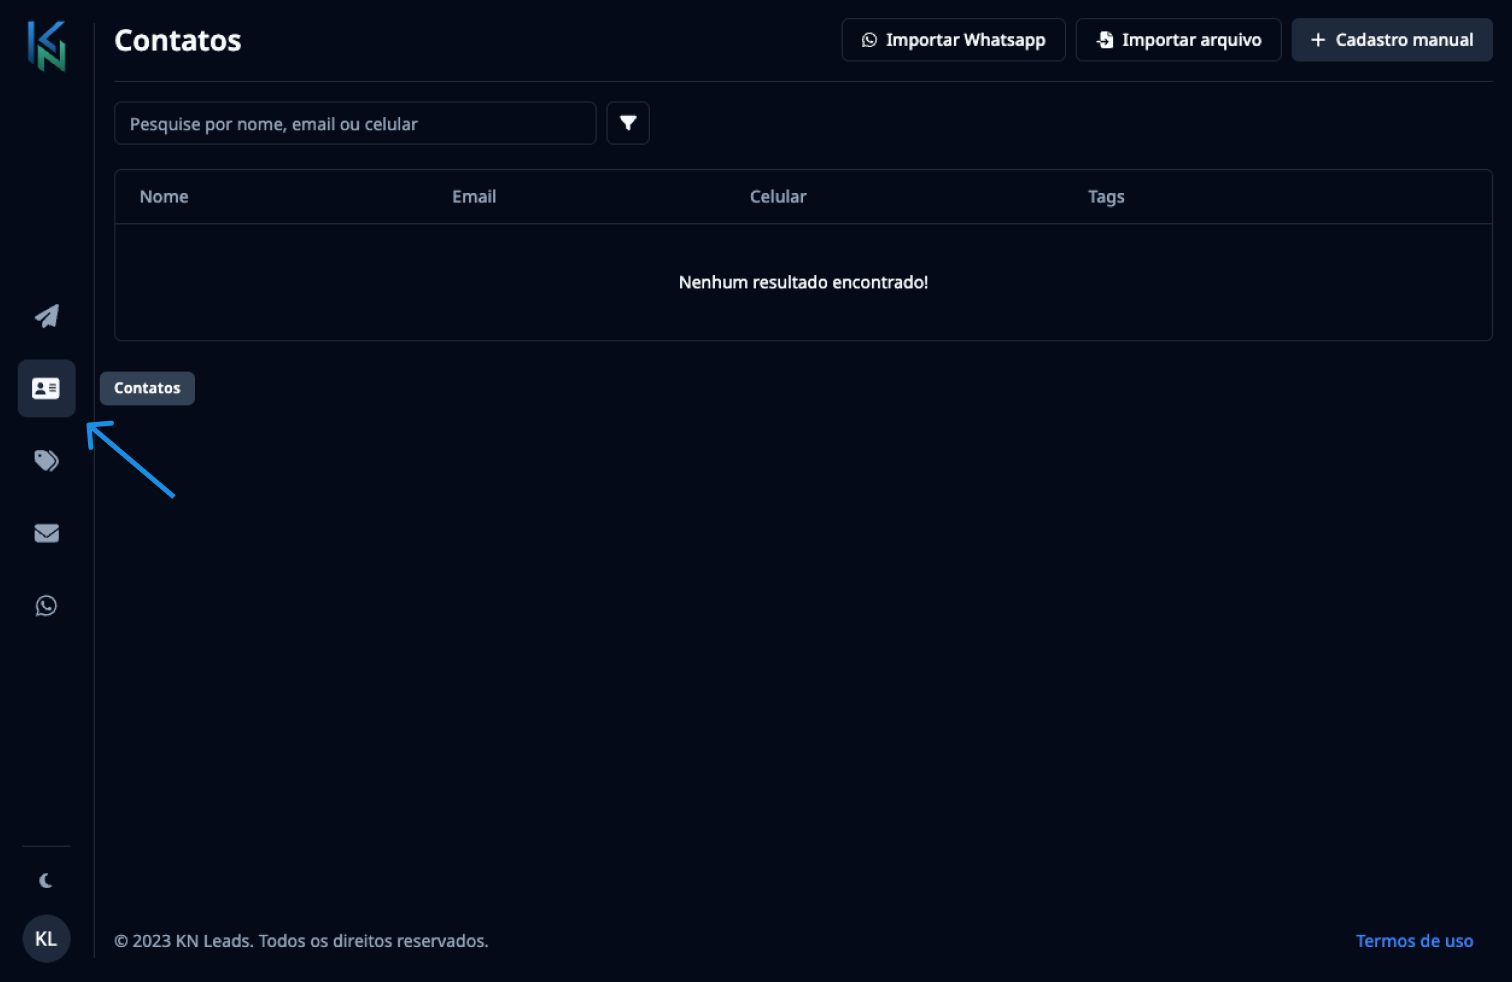 KN
Contatos
Importar Whatsapp
Importar arquivo
Cadastro manual
Pesquise por nome, email ou celular
Nome Email Celular Tags
Nenhum resultado encontrado!
Contatos
KL
© 2023 KN Leads. Todos os direitos reservados.
Termos de uso